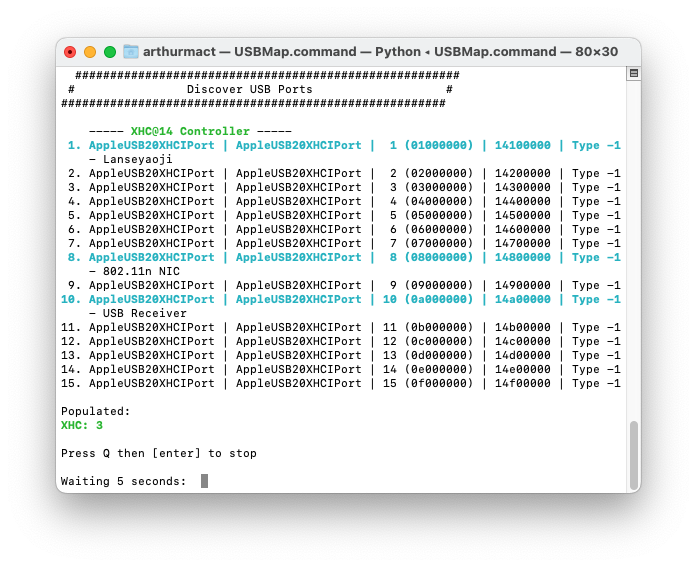 arthurmact — USBMap.command — Python ◂ USBMap.command — 80×30
#######################################################
# Discover USB Ports #
#######################################################
----- XHC@14 Controller -----
1. AppleUSB20XHCIPort | AppleUSB20XHCIPort | 1 (01000000) | 14100000 | Type -1
- Lanseyaoji
2. AppleUSB20XHCIPort | AppleUSB20XHCIPort | 2 (02000000) | 14200000 | Type -1
3. AppleUSB20XHCIPort | AppleUSB20XHCIPort | 3 (03000000) | 14300000 | Type -1
4. AppleUSB20XHCIPort | AppleUSB20XHCIPort | 4 (04000000) | 14400000 | Type -1
5. AppleUSB20XHCIPort | AppleUSB20XHCIPort | 5 (05000000) | 14500000 | Type -1
6. AppleUSB20XHCIPort | AppleUSB20XHCIPort | 6 (06000000) | 14600000 | Type -1
7. AppleUSB20XHCIPort | AppleUSB20XHCIPort | 7 (07000000) | 14700000 | Type -1
8. AppleUSB20XHCIPort | AppleUSB20XHCIPort | 8 (08000000) | 14800000 | Type -1
- 802.11n NIC
9. AppleUSB20XHCIPort | AppleUSB20XHCIPort | 9 (09000000) | 14900000 | Type -1
10. AppleUSB20XHCIPort | AppleUSB20XHCIPort | 10 (0a000000) | 14a00000 | Type -1
- USB Receiver
11. AppleUSB20XHCIPort | AppleUSB20XHCIPort | 11 (0b000000) | 14b00000 | Type -1
12. AppleUSB20XHCIPort | AppleUSB20XHCIPort | 12 (0c000000) | 14c00000 | Type -1
13. AppleUSB20XHCIPort | AppleUSB20XHCIPort | 13 (0d000000) | 14d00000 | Type -1
14. AppleUSB20XHCIPort | AppleUSB20XHCIPort | 14 (0e000000) | 14e00000 | Type -1
15. AppleUSB20XHCIPort | AppleUSB20XHCIPort | 15 (0f000000) | 14f00000 | Type -1
Populated:
XHC: 3
Press Q then [enter] to stop
Waiting 5 seconds: